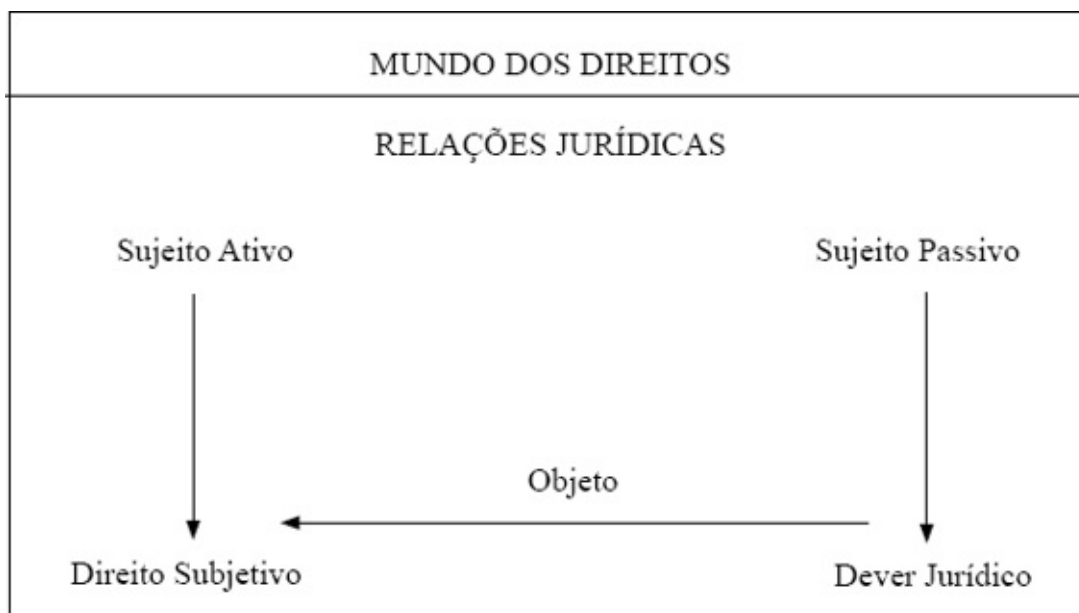 MUNDO DOS DIREITOS
RELAÇÕES JURÍDICAS
Sujeito Ativo
Sujeito Passivo
Objeto
Direito Subjetivo
Dever Jurídico